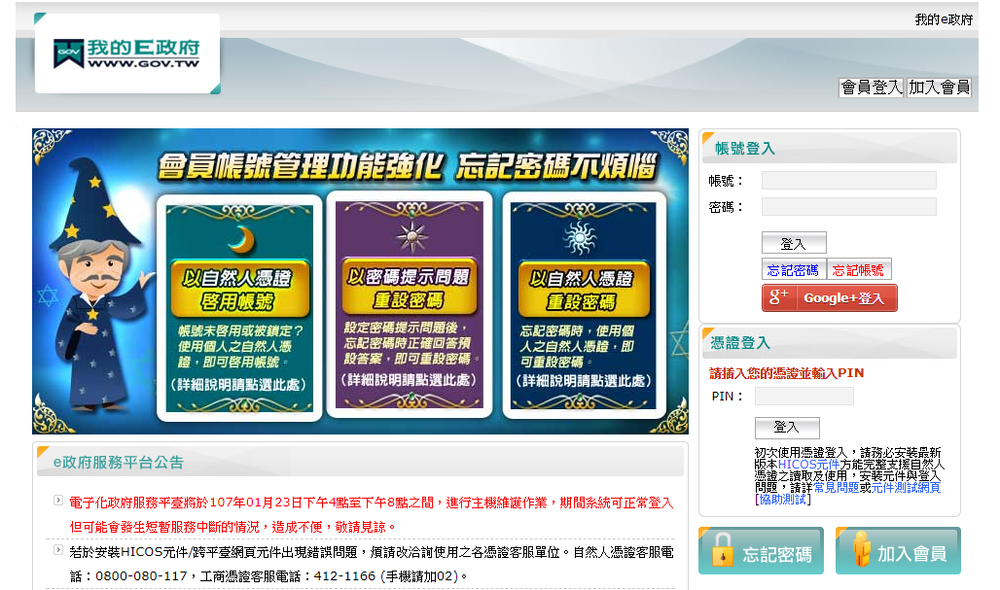 我的e政府
GOV 我的E政府
WWW.GOV.TW
會員登入 加入會員
會員帳號管理功能強化 忘記密碼不煩惱
以自然人憑證
啓用帳號
帳號未啓用或被鎖定？
使用個人之自然人憑
證，即可啓用帳號。
(詳細說明請點選此處)
以密碼提示問題
重設密碼
設定密碼提示問題後，
忘記密碼時正確回答預
設答案，即可重設密碼。
(詳細說明請點選此處)
以自然人憑證
重設密碼
忘記密碼時，使用個
人之自然人憑證，即
可重設密碼。
(詳細說明請點選此處)
帳號登入
帳號：
密碼：
登入
忘記密碼 忘記帳號
g+ Google+登入
憑證登入
請插入您的憑證並輸入PIN
PIN：
登入
初次使用憑證登入，請務必安裝最新
版本HICOS元件方能完整支援自然人
憑證之讀取及使用，安裝元件與登入
問題，請詳常見問題或元件測試網頁
[協助測試]
忘記密碼
加入會員
e政府服務平台公告
電子化政府服務平臺將於107年01月23日下午4點至下午8點之間，進行主機維護作業，期間系統可正常登入
但可能會發生短暫服務中斷的情況，造成不便，敬請見諒。
若於安裝HICOS元件/跨平臺網頁元件出現錯誤問題，煩請改洽詢使用之各憑證客服單位。自然人憑證客服電
話：0800-080-117，工商憑證客服電話：412-1166 (手機請加02)。